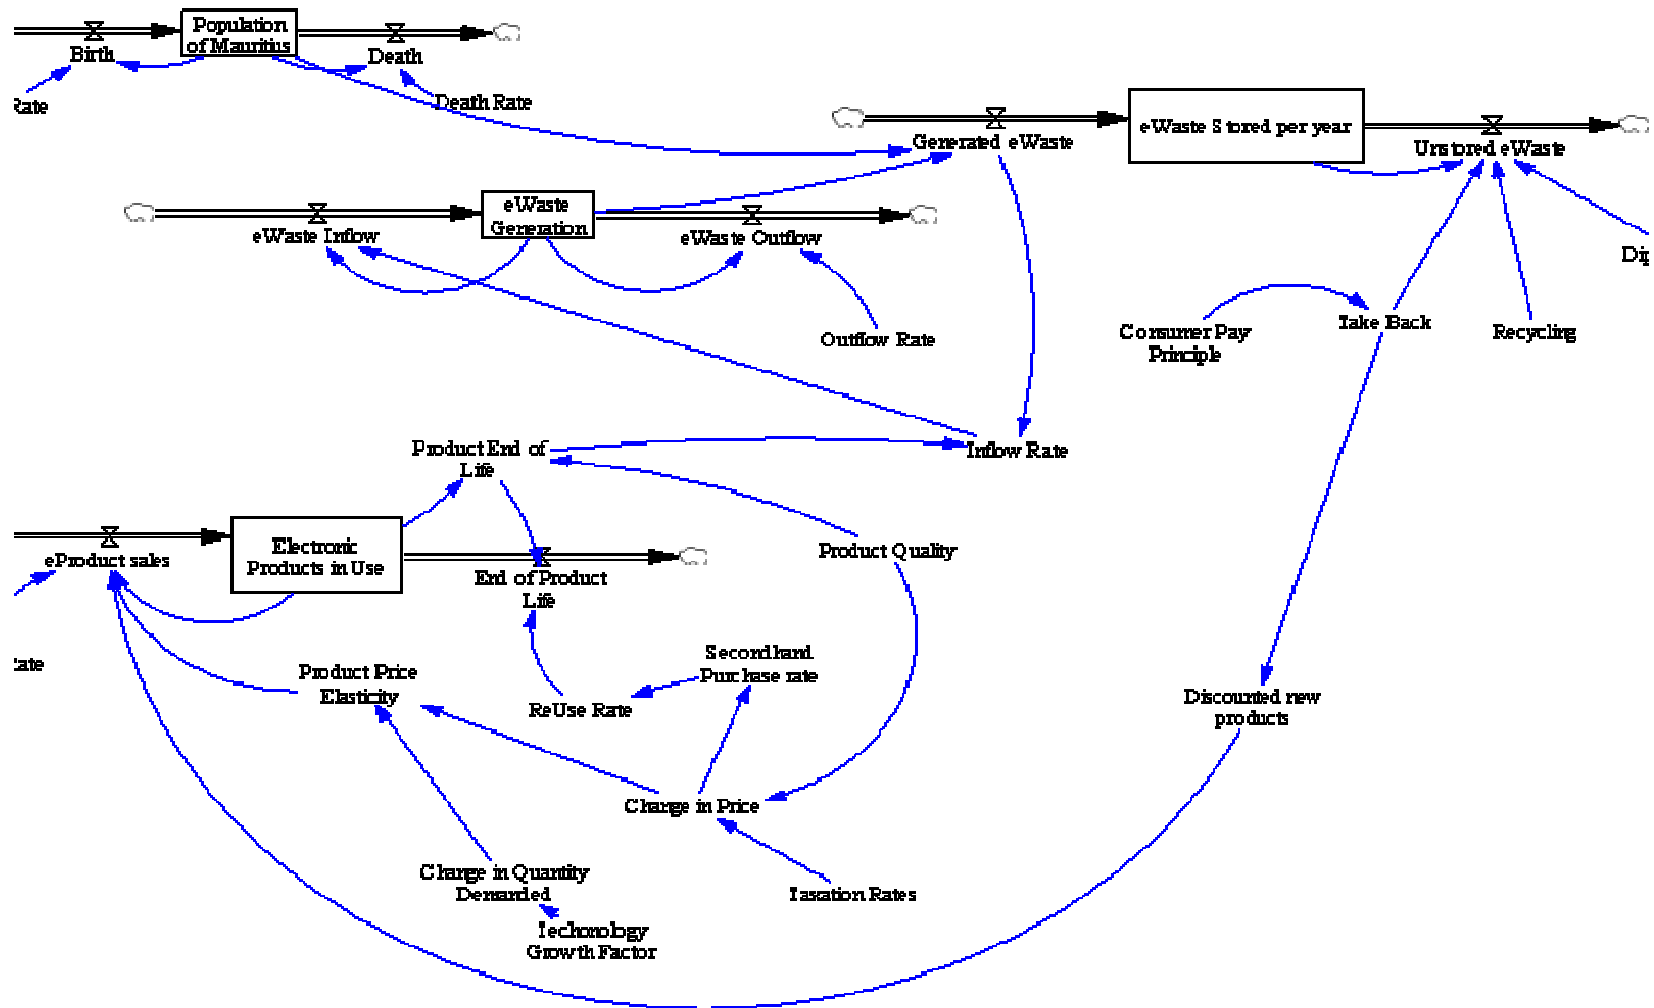 Population
of Mauritius
Birth
Death
Rate
Death Rate
eWaste Stored per year
Generated eWaste
Unstored eWaste
eWaste
Generation
eWaste Inflow
eWaste Outflow
Outflow Rate
Consumer Pay
Principle
Take Back
Recycling
Product End of
Life
Inflow Rate
Electronic
Products in Use
eProduct sales
End of Product
Life
Product Quality
Secondhand
Purchase rate
Product Price
Elasticity
ReUse Rate
Discounted new
products
Change in Price
Change in Quantity
Demanded
Taxation Rates
Techonology
Growth Factor